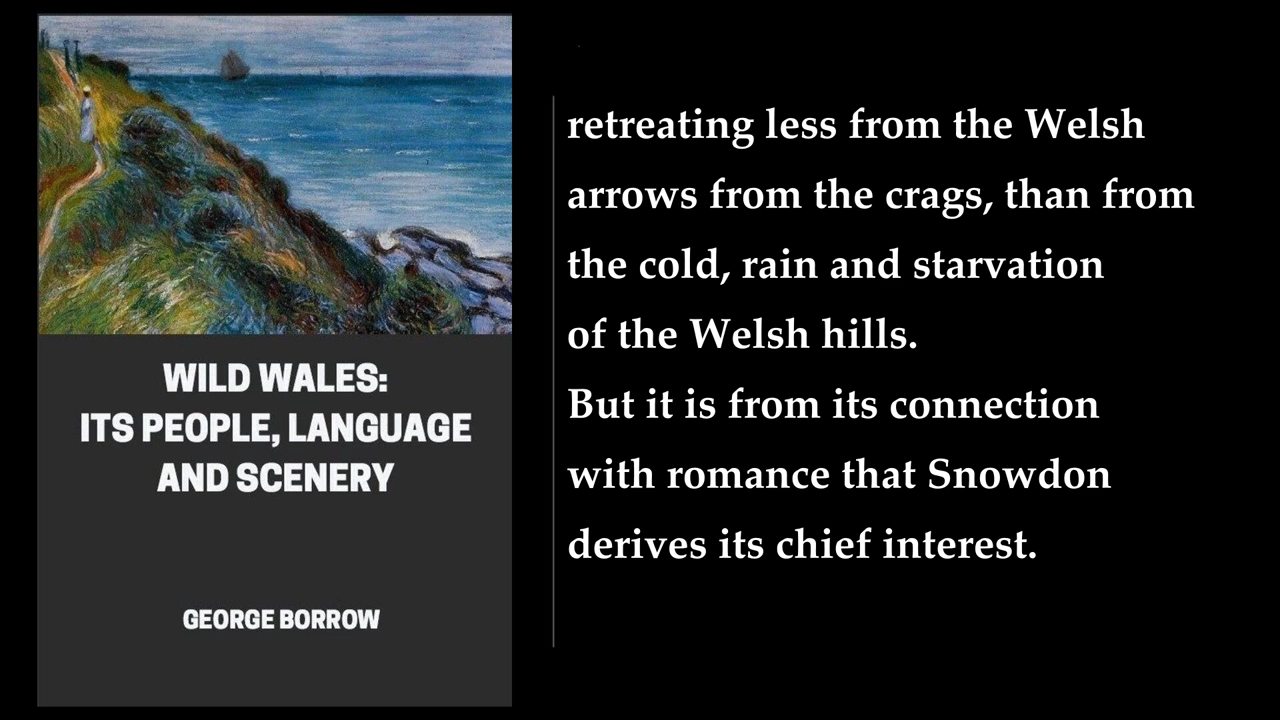 WILD WALES:
ITS PEOPLE, LANGUAGE
AND SCENERY
GEORGE BORROW
retreating less from the Welsh
arrows from the crags, than from
the cold, rain and starvation
of the Welsh hills.
But it is from its connection
with romance that Snowdon
derives its chief interest.